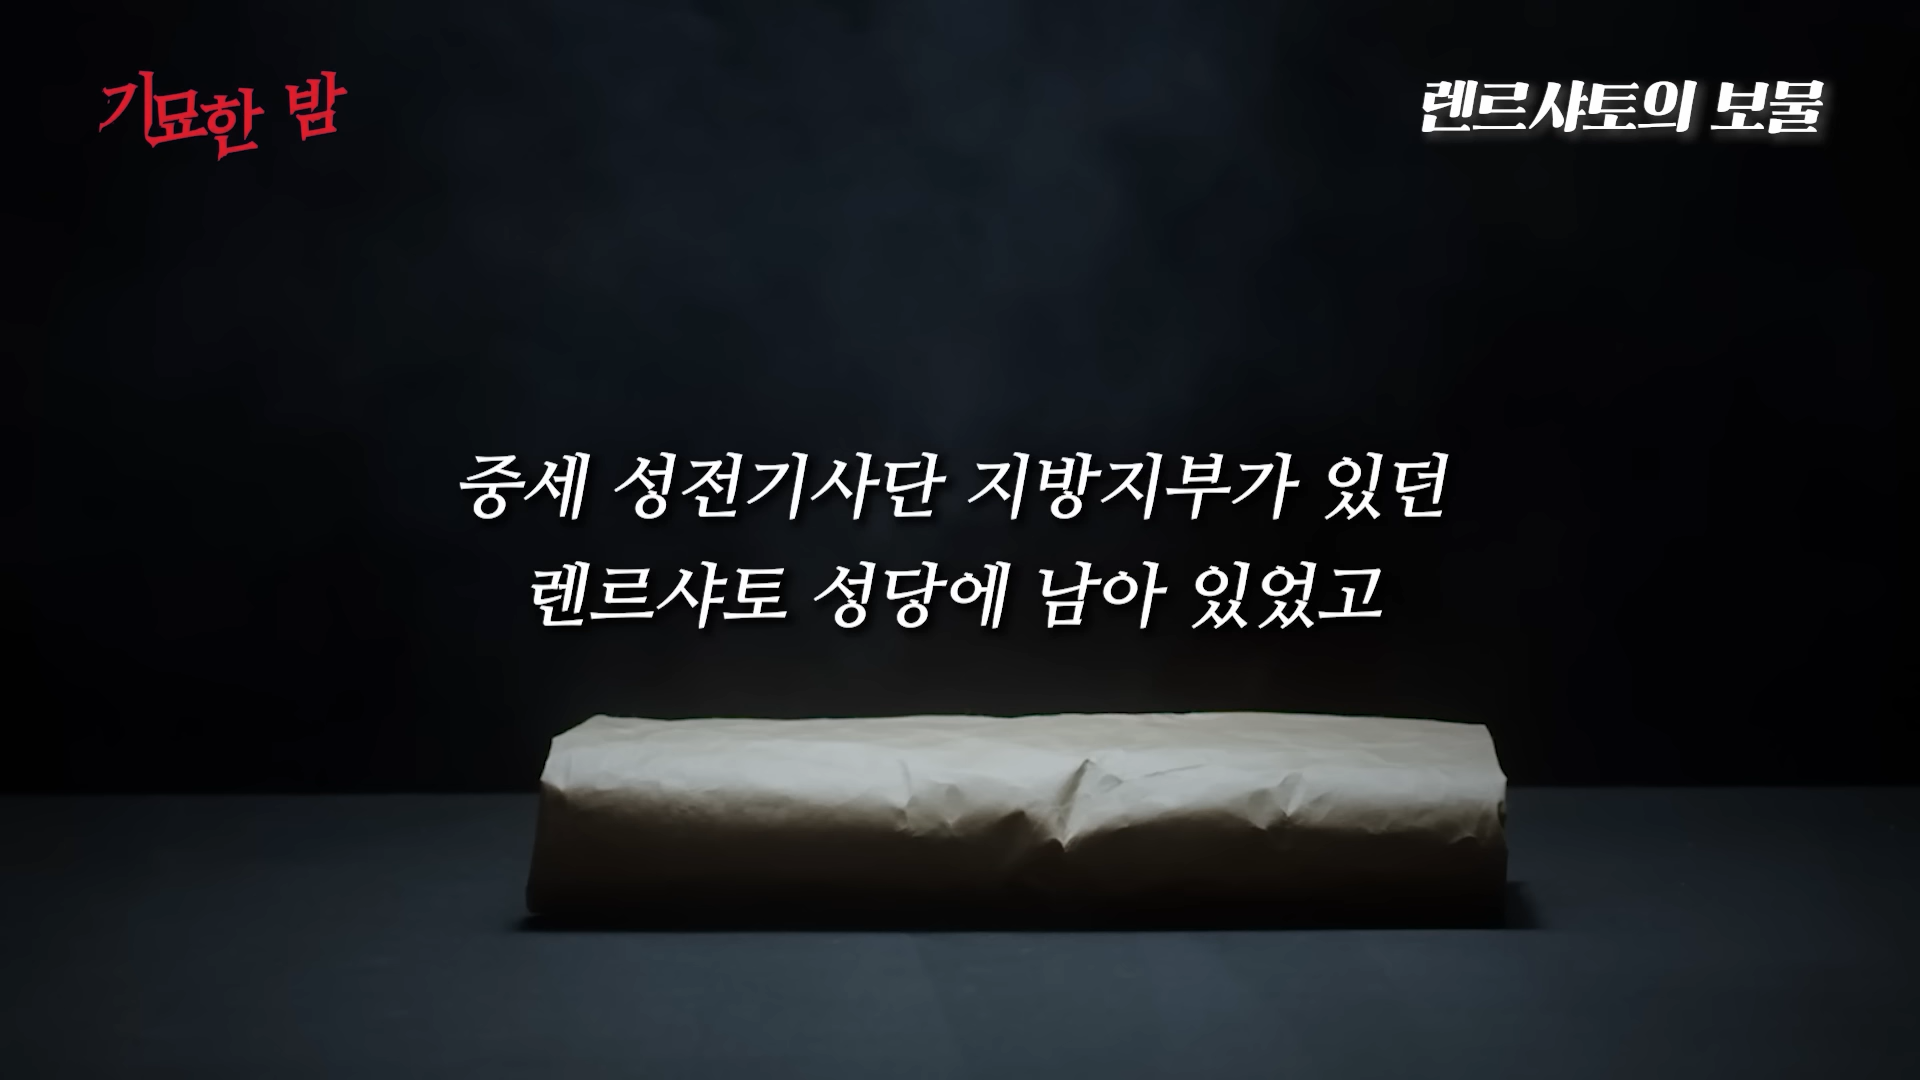 기묘한 밤
렌르샤토의 보물
중세 성전기사단 지방지부가 있던
렌르샤토 성당에 남아 있었고